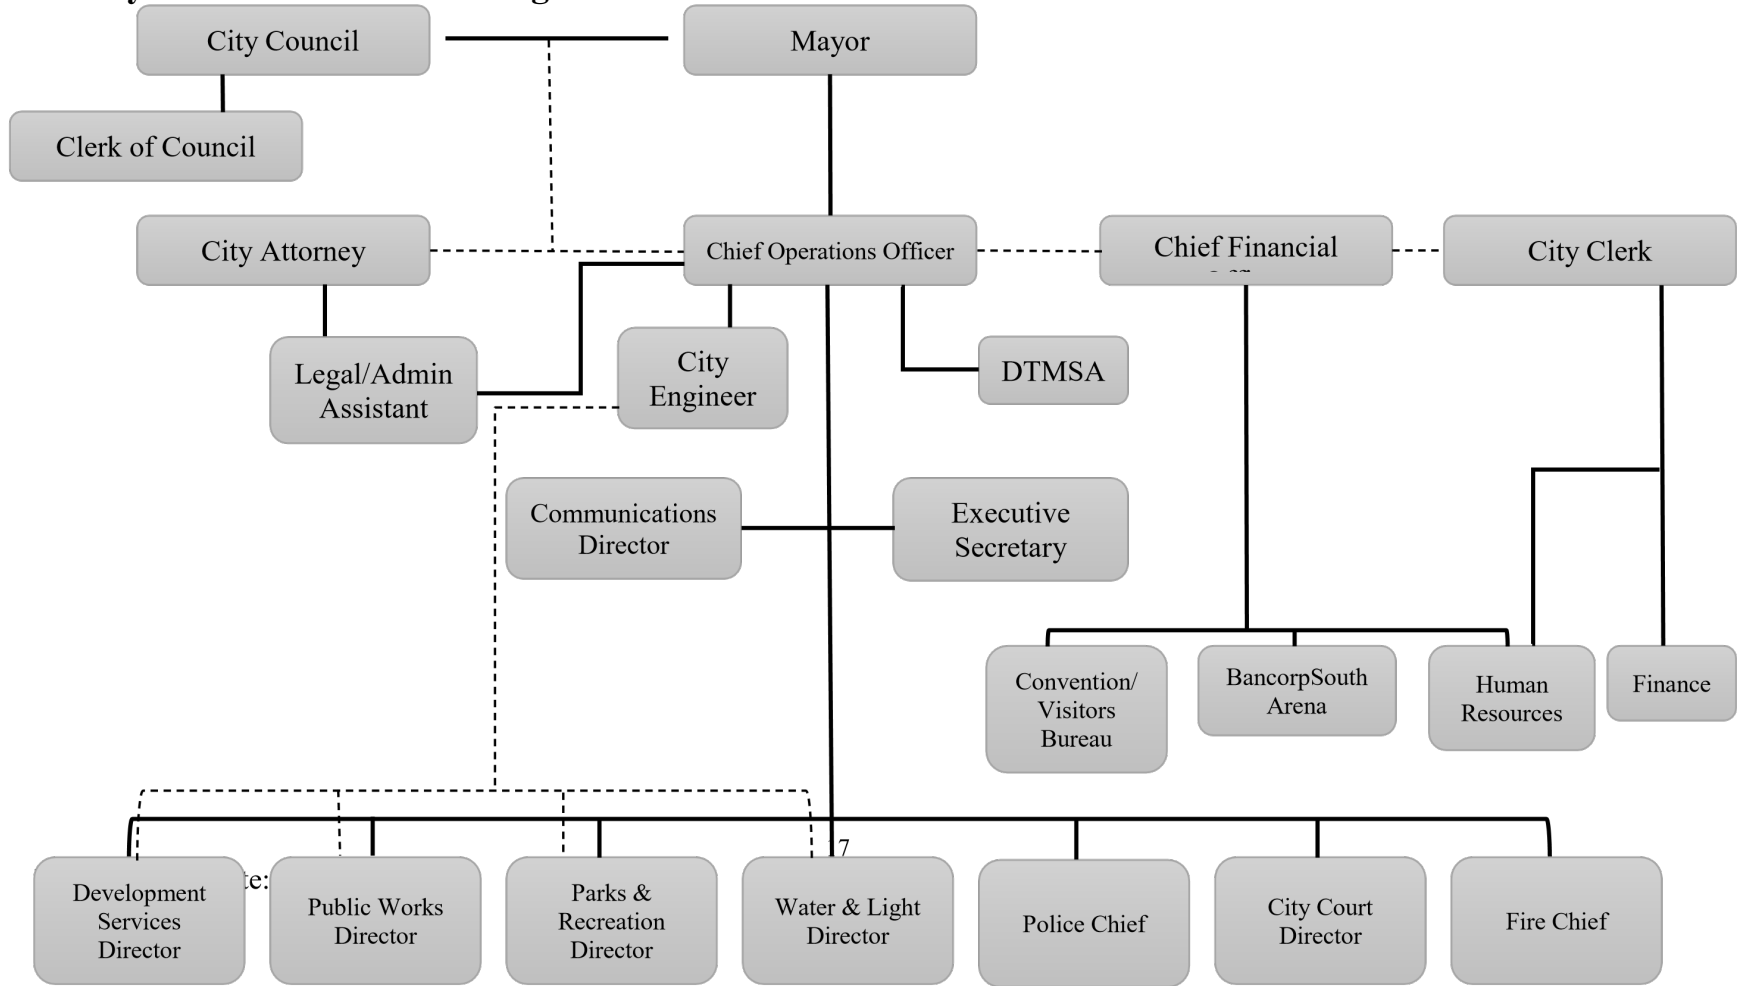 City Council
Mayor
Clerk of Council
City Attorney
Chief Operations Officer
Chief Financial
City Clerk
Legal/Admin
Assistant
City
Engineer
DTMSA
Communications
Director
Executive
Secretary
Convention/
Visitors
Bureau
BancorpSouth
Arena
Human
Resources
Finance
7
te:
Development
Services
Director
Public Works
Director
Parks &
Recreation
Director
Water & Light
Director
Police Chief
City Court
Director
Fire Chief